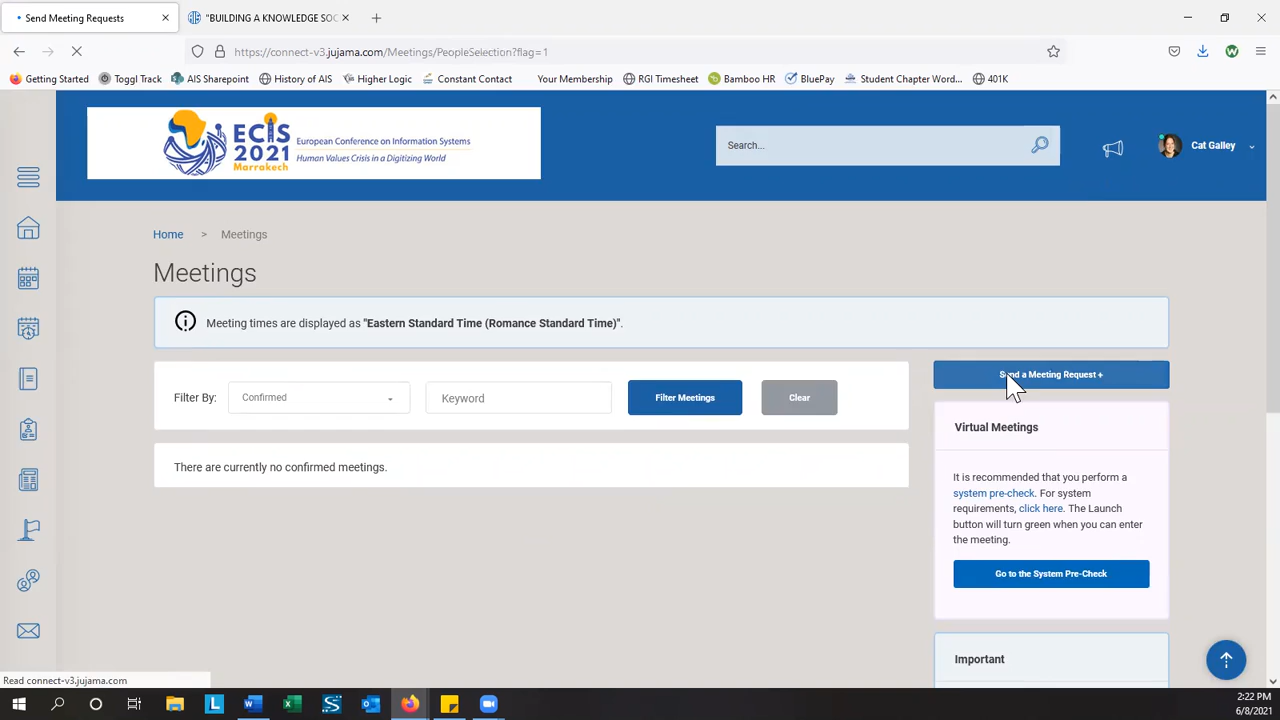 Send Meeting Requests
"BUILDING A KNOWLEDGE SOC
https://connect-v3.jujama.com/Meetings/PeopleSelection?flag=1
Getting Started
Toggl Track
AIS Sharepoint
History of AIS
Higher Logic
Constant Contact
Your Membership
RGI Timesheet
Bamboo HR
BluePay
Student Chapter Word...
401K
ECIS
2021
Marrakech
European Conference on Information Systems
Human Values Crisis in a Digitizing World
Search...
Cat Galley
Home > Meetings
Meetings
Meeting times are displayed as "Eastern Standard Time (Romance Standard Time)".
Filter By:
Confirmed
Keyword
Filter Meetings
Clear
Send a Meeting Request +
There are currently no confirmed meetings.
Virtual Meetings
It is recommended that you perform a
system pre-check. For system
requirements, click here. The Launch
button will turn green when you can enter
the meeting.
Go to the System Pre-Check
Important
Read connect-v3.jujama.com
2:22 PM
6/8/2021